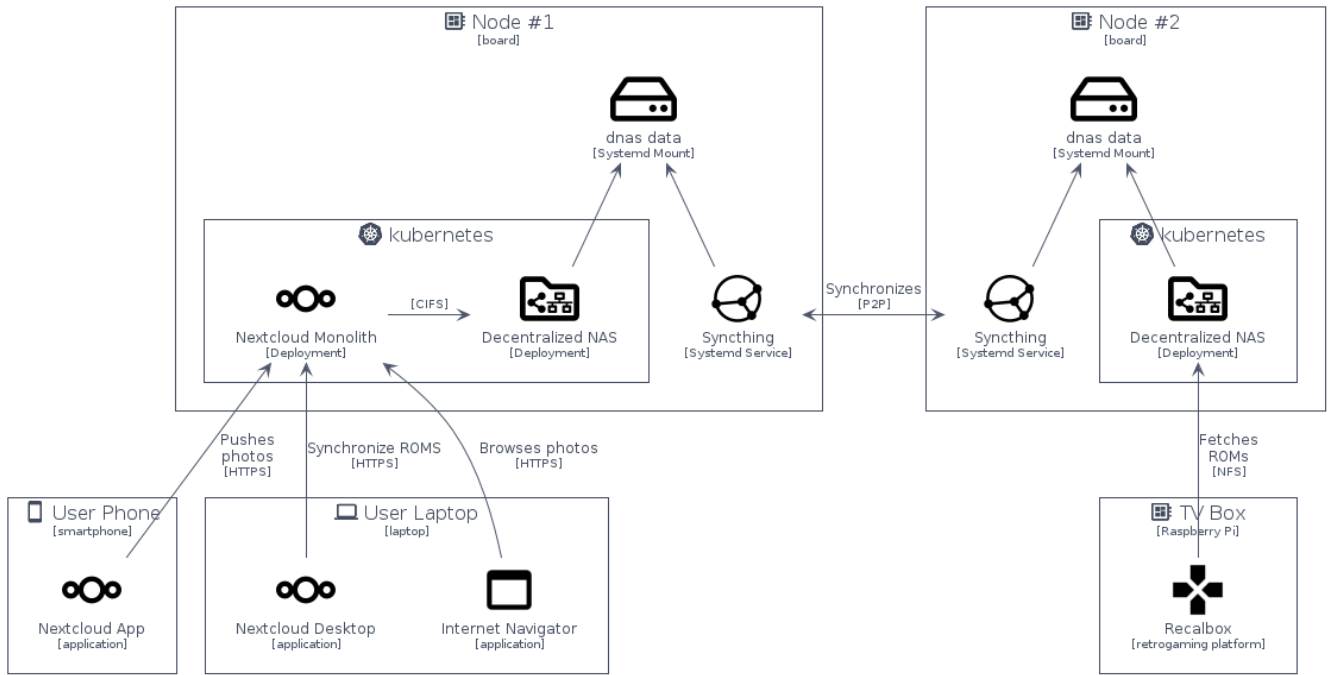 Node #1
[board]
Node #2
[board]
dnas data
[Systemd Mount]
dnas data
[Systemd Mount]
kubernetes
kubernetes
Nextcloud Monolith
[Deployment]
[CIFS]
Decentralized NAS
[Deployment]
Syncthing
[Systemd Service]
Synchronizes
[P2P]
Syncthing
[Systemd Service]
Decentralized NAS
[Deployment]
Pushes
photos
[HTTPS]
Synchronize ROMS
[HTTPS]
Browses photos
[HTTPS]
Fetches
ROMs
[NFS]
User Phone
[smartphone]
User Laptop
[laptop]
TV Box
[Raspberry Pi]
Nextcloud App
[application]
Nextcloud Desktop
[application]
Internet Navigator
[application]
Recalbox
[retrogaming platform]